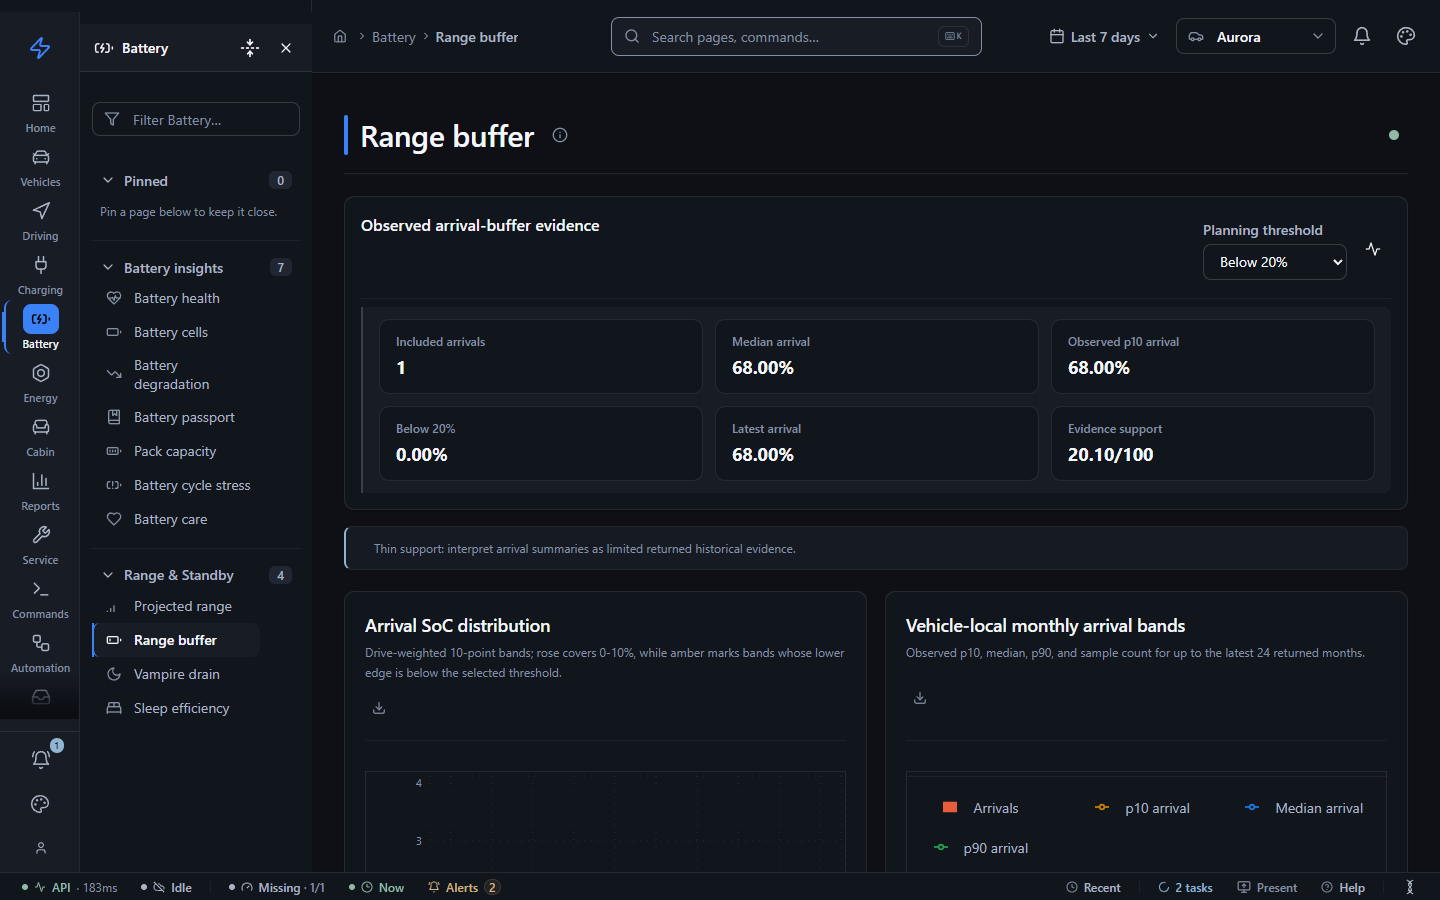 Battery
Battery
Range buffer
Search pages, commands...
K
Last 7 days
Aurora
Home
Vehicles
Driving
Charging
Battery
Energy
Cabin
Reports
Service
Commands
Automation
1
Filter Battery...
Pinned
0
Pin a page below to keep it close.
Battery insights
7
Battery health
Battery cells
Battery
degradation
Battery passport
Pack capacity
Battery cycle stress
Battery care
Range & Standby
4
Projected range
Range buffer
Vampire drain
Sleep efficiency
Range buffer
Observed arrival-buffer evidence
Planning threshold
Below 20%
Included arrivals
1
Median arrival
68.00%
Observed p10 arrival
68.00%
Below 20%
0.00%
Latest arrival
68.00%
Evidence support
20.10/100
Thin support: interpret arrival summaries as limited returned historical evidence.
Arrival SoC distribution
Drive-weighted 10-point bands; rose covers 0-10%, while amber marks bands whose lower
edge is below the selected threshold.
4
3
Vehicle-local monthly arrival bands
Observed p10, median, p90, and sample count for up to the latest 24 returned months.
Arrivals
p10 arrival
Median arrival
p90 arrival
API · 183ms
Idle
Missing · 1/1
Now
Alerts 2
Recent
2 tasks
Present
Help